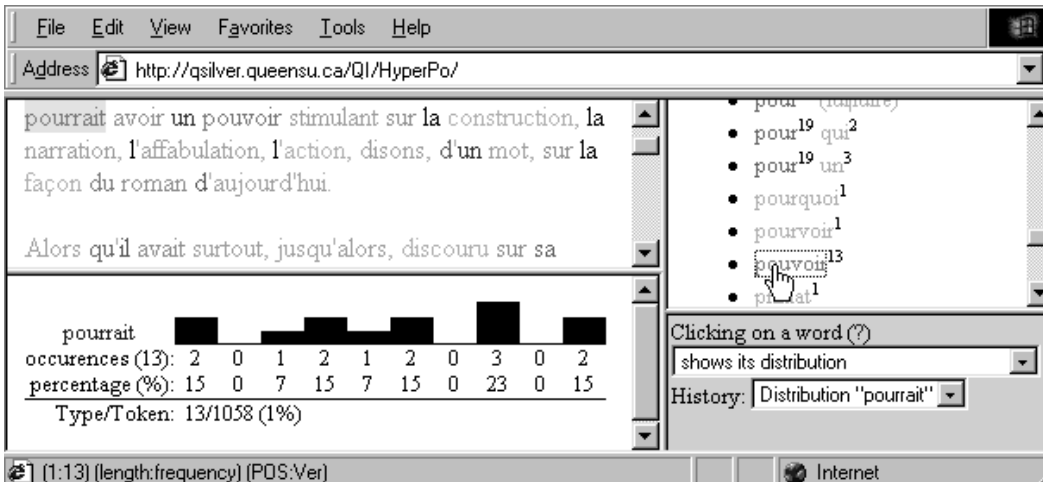 File Edit View Favorites Tools Help
Address http://qsilver.queensu.ca/QI/HyperPo/
pourrait avoir un pouvoir stimulant sur la construction, la
narration, l'affabulation, l'action, disons, d'un mot, sur la
façon du roman d'aujourd'hui.
Alors qu'il avait surtout, jusqu'alors, discouru sur sa
pour
pour19 qui2
pour19 un3
pourquoi1
pourvoir1
pouvoir13
pourrait
occurences (13): 2 0 1 2 1 2 0 3 0 2
percentage (%): 15 0 7 15 7 15 0 23 0 15
Type/Token: 13/1058 (1%)
Clicking on a word (?)
shows its distribution
History: Distribution "pourrait"
(1:13) (length:frequency) (POS:Ver) Internet